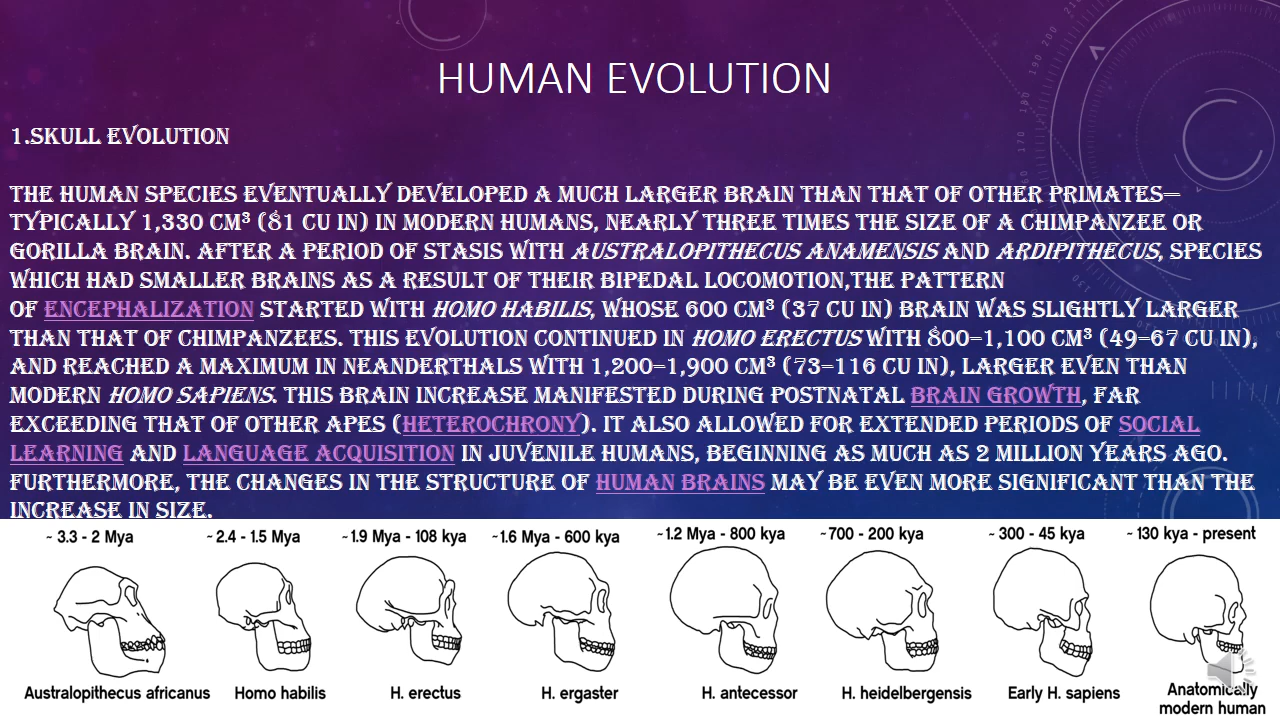 HUMAN EVOLUTION
1.SKULL EVOLUTION
THE HUMAN SPECIES EVENTUALLY DEVELOPED A MUCH LARGER BRAIN THAN THAT OF OTHER PRIMATES—
TYPICALLY 1,330 CM³ (81 CU IN) IN MODERN HUMANS, NEARLY THREE TIMES THE SIZE OF A CHIMPANZEE OR
GORILLA BRAIN. AFTER A PERIOD OF STASIS WITH AUSTRALOPITHECUS ANAMENSIS AND ARDIPITHECUS, SPECIES
WHICH HAD SMALLER BRAINS AS A RESULT OF THEIR BIPEDAL LOCOMOTION,THE PATTERN
OF ENCEPHALIZATION STARTED WITH HOMO HABILIS, WHOSE 600 CM³ (37 CU IN) BRAIN WAS SLIGHTLY LARGER
THAN THAT OF CHIMPANZEES. THIS EVOLUTION CONTINUED IN HOMO ERECTUS WITH 800–1,100 CM³ (49–67 CU IN),
AND REACHED A MAXIMUM IN NEANDERTHALS WITH 1,200–1,900 CM³ (73–116 CU IN), LARGER EVEN THAN
MODERN HOMO SAPIENS. THIS BRAIN INCREASE MANIFESTED DURING POSTNATAL BRAIN GROWTH, FAR
EXCEEDING THAT OF OTHER APES (HETEROCHRONY). IT ALSO ALLOWED FOR EXTENDED PERIODS OF SOCIAL
LEARNING AND LANGUAGE ACQUISITION IN JUVENILE HUMANS, BEGINNING AS MUCH AS 2 MILLION YEARS AGO.
FURTHERMORE, THE CHANGES IN THE STRUCTURE OF HUMAN BRAINS MAY BE EVEN MORE SIGNIFICANT THAN THE
INCREASE IN SIZE.
~ 3.3 - 2 Mya ~ 2.4 - 1.5 Mya ~ 1.9 Mya - 108 kya ~1.6 Mya - 600 kya ~1.2 Mya - 800 kya ~700 - 200 kya ~ 300 - 45 kya ~ 130 kya - present
Australopithecus africanus Homo habilis H. erectus H. ergaster H. antecessor H. heidelbergensis Early H. sapiens Anatomically
modern human
210
200
190
180
170